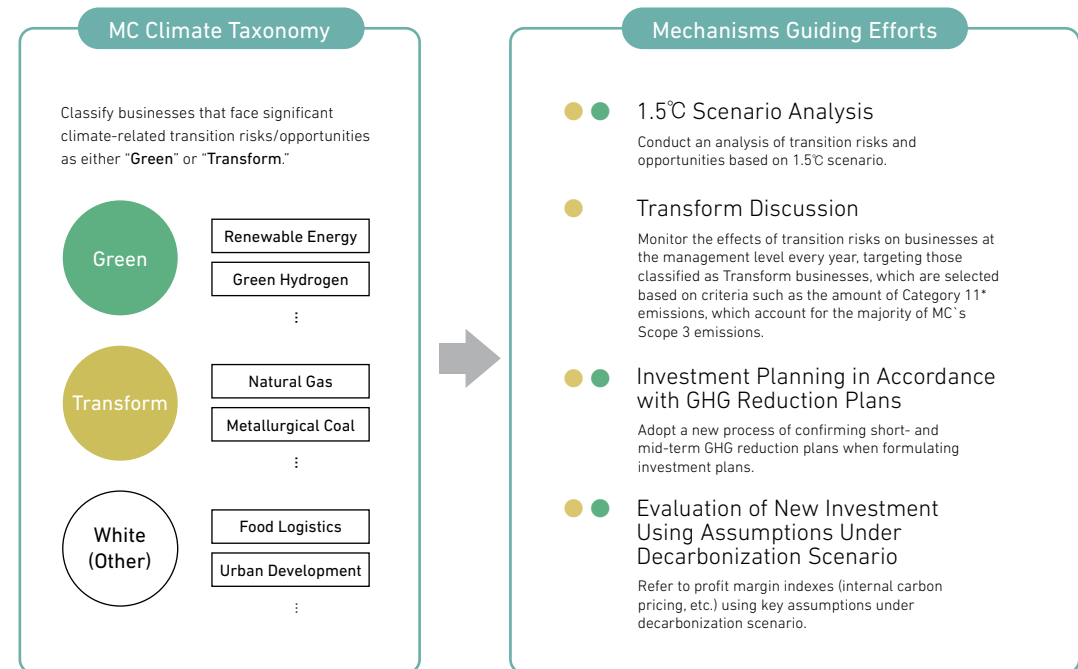 MC Climate Taxonomy
Classify businesses that face significant
climate-related transition risks/opportunities
as either “Green” or “Transform.”
Green
Renewable Energy
Green Hydrogen
⋮
Transform
Natural Gas
Metallurgical Coal
⋮
White
(Other)
Food Logistics
Urban Development
⋮
Mechanisms Guiding Efforts
1.5℃ Scenario Analysis
Conduct an analysis of transition risks and
opportunities based on 1.5℃ scenario.
Transform Discussion
Monitor the effects of transition risks on businesses at
the management level every year, targeting those
classified as Transform businesses, which are selected
based on criteria such as the amount of Category 11*
emissions, which account for the majority of MC`s
Scope 3 emissions.
Investment Planning in Accordance
with GHG Reduction Plans
Adopt a new process of confirming short- and
mid-term GHG reduction plans when formulating
investment plans.
Evaluation of New Investment
Using Assumptions Under
Decarbonization Scenario
Refer to profit margin indexes (internal carbon
pricing, etc.) using key assumptions under
decarbonization scenario.